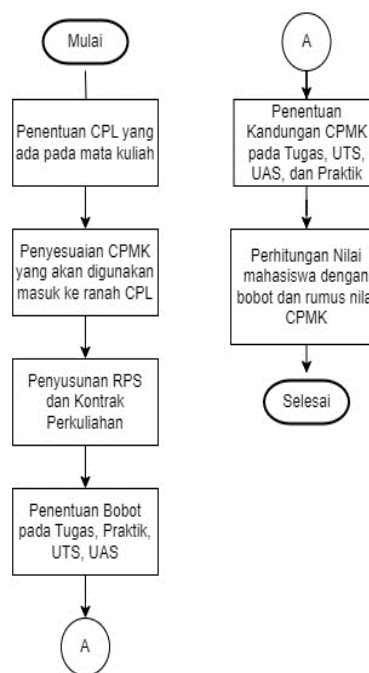 Mulai
Penentuan CPL yang
ada pada mata kuliah
Penyesuaian CPMK
yang akan digunakan
masuk ke ranah CPL
Penyusunan RPS
dan Kontrak
Perkuliahan
Penentuan Bobot
pada Tugas, Praktik,
UTS, UAS
A
A
Penentuan
Kandungan CPMK
pada Tugas, UTS,
UAS, dan Praktik
Perhitungan Nilai
mahasiswa dengan
bobot dan rumus nila
CPMK
Selesai